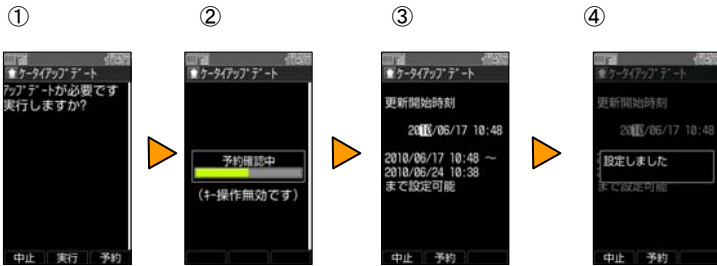 ①
ケータイアップデート
アップデートが必要です
実行しますか?
中止 実行 予約
②
ケータイアップデート
予約確認中
(キー操作無効です)
③
ケータイアップデート
更新開始時刻
2010/06/17 10:48
2010/06/17 10:48 ～
2010/06/24 10:38
まで設定可能
中止 予約
④
ケータイアップデート
更新開始時刻
2010/06/17 10:48
設定しました
まで設定可能
中止 予約